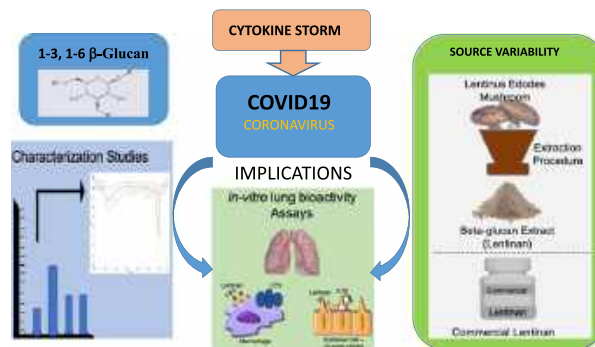 1-3, 1-6 β-Glucan
Characterization Studies
CYTOKINE STORM
COVID19
CORONAVIRUS
IMPLICATIONS
in-vitro lung bioactivity
Assays
Macrophage
SOURCE VARIABILITY
Lentinus Edodes
Mushroom
Extraction
Procedure
Beta-glucan Extract
(Lentinan)
Commercial
Lentinan
Commercial Lentinan